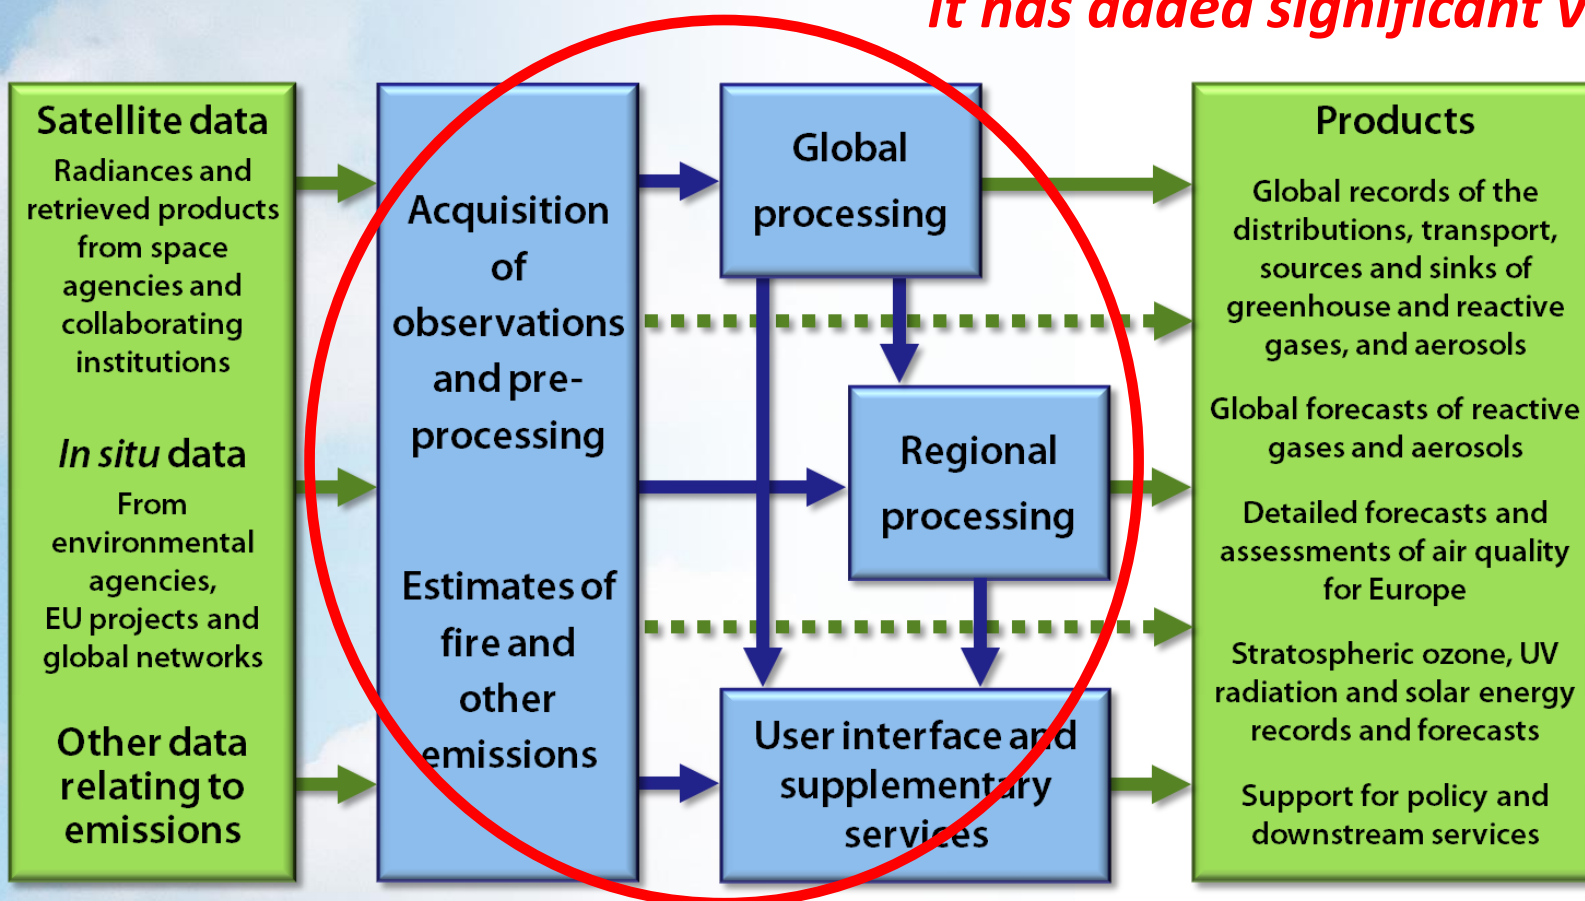 it has added significant
Satellite data
Radiances and
retrieved products
from space
agencies and
collaborating
institutions
In situ data
From
environmental
agencies,
EU projects and
global networks
Other data
relating to
emissions
Acquisition
of
observations
and pre-
processing
Estimates of
fire and
other
emissions
Global
processing
Regional
processing
User interface and
supplementary
services
Products
Global records of the
distributions, transport,
sources and sinks of
greenhouse and reactive
gases, and aerosols
Global forecasts of reactive
gases and aerosols
Detailed forecasts and
assessments of air quality
for Europe
Stratospheric ozone, UV
radiation and solar energy
records and forecasts
Support for policy and
downstream services